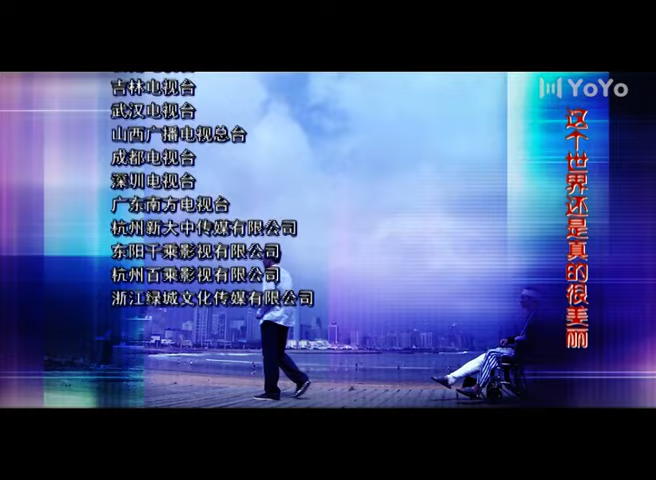 吉林电视台
武汉电视台
山西广播电视总台
成都电视台
深圳电视台
广东南方电视台
杭州新大中传媒有限公司
东阳千乘影视有限公司
杭州百乘影视有限公司
浙江绿城文化传媒有限公司
YoYo
这个世界还是真的很美丽